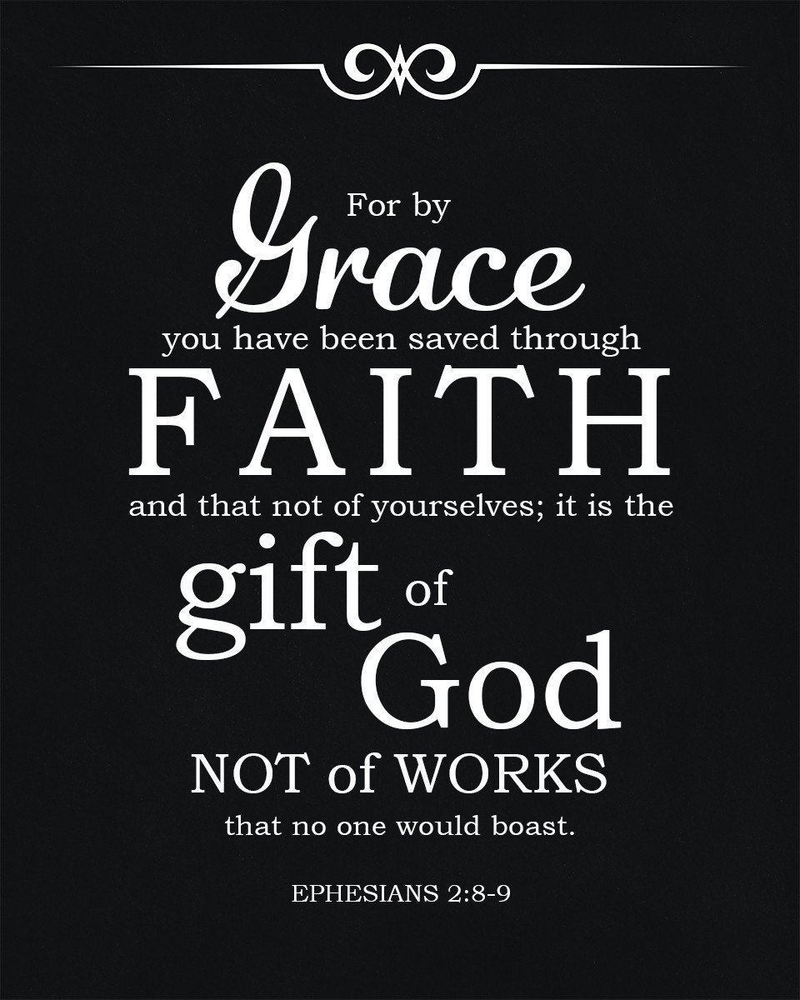 For by
Grace
you have been saved through
FAITH
and that not of yourselves; it is the
gift of
God
NOT of WORKS
that no one would boast.
EPHESIANS 2:8-9